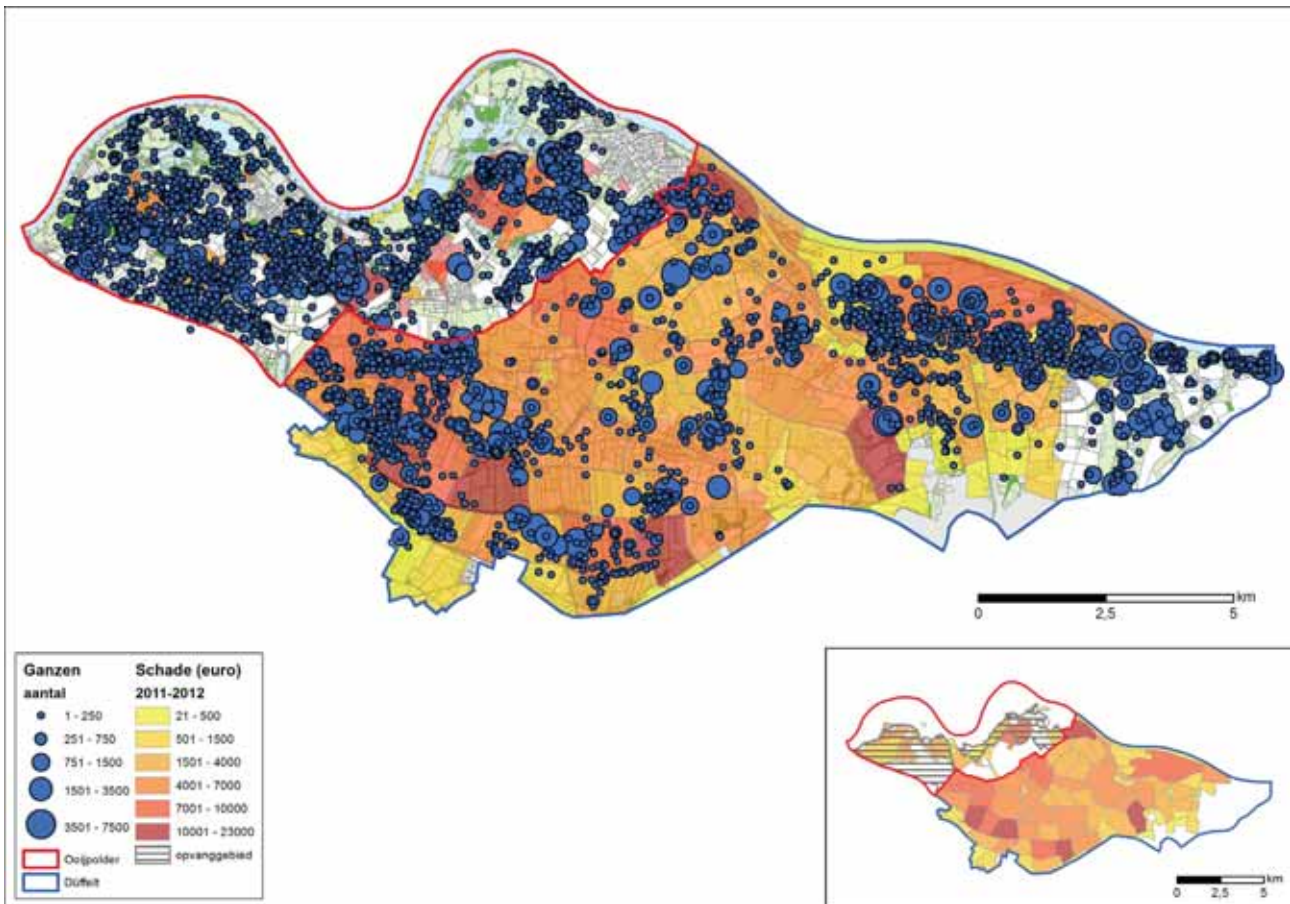 km
0 2,5 5
Ganzen
aantal
1 - 250
251 - 750
751 - 1500
1501 - 3500
3501 - 7500
Ooijpolder
Düffelt
Schade (euro)
2011-2012
21 - 500
501 - 1500
1501 - 4000
4001 - 7000
7001 - 10000
10001 - 23000
opvanggebied
km
0 2,5 5